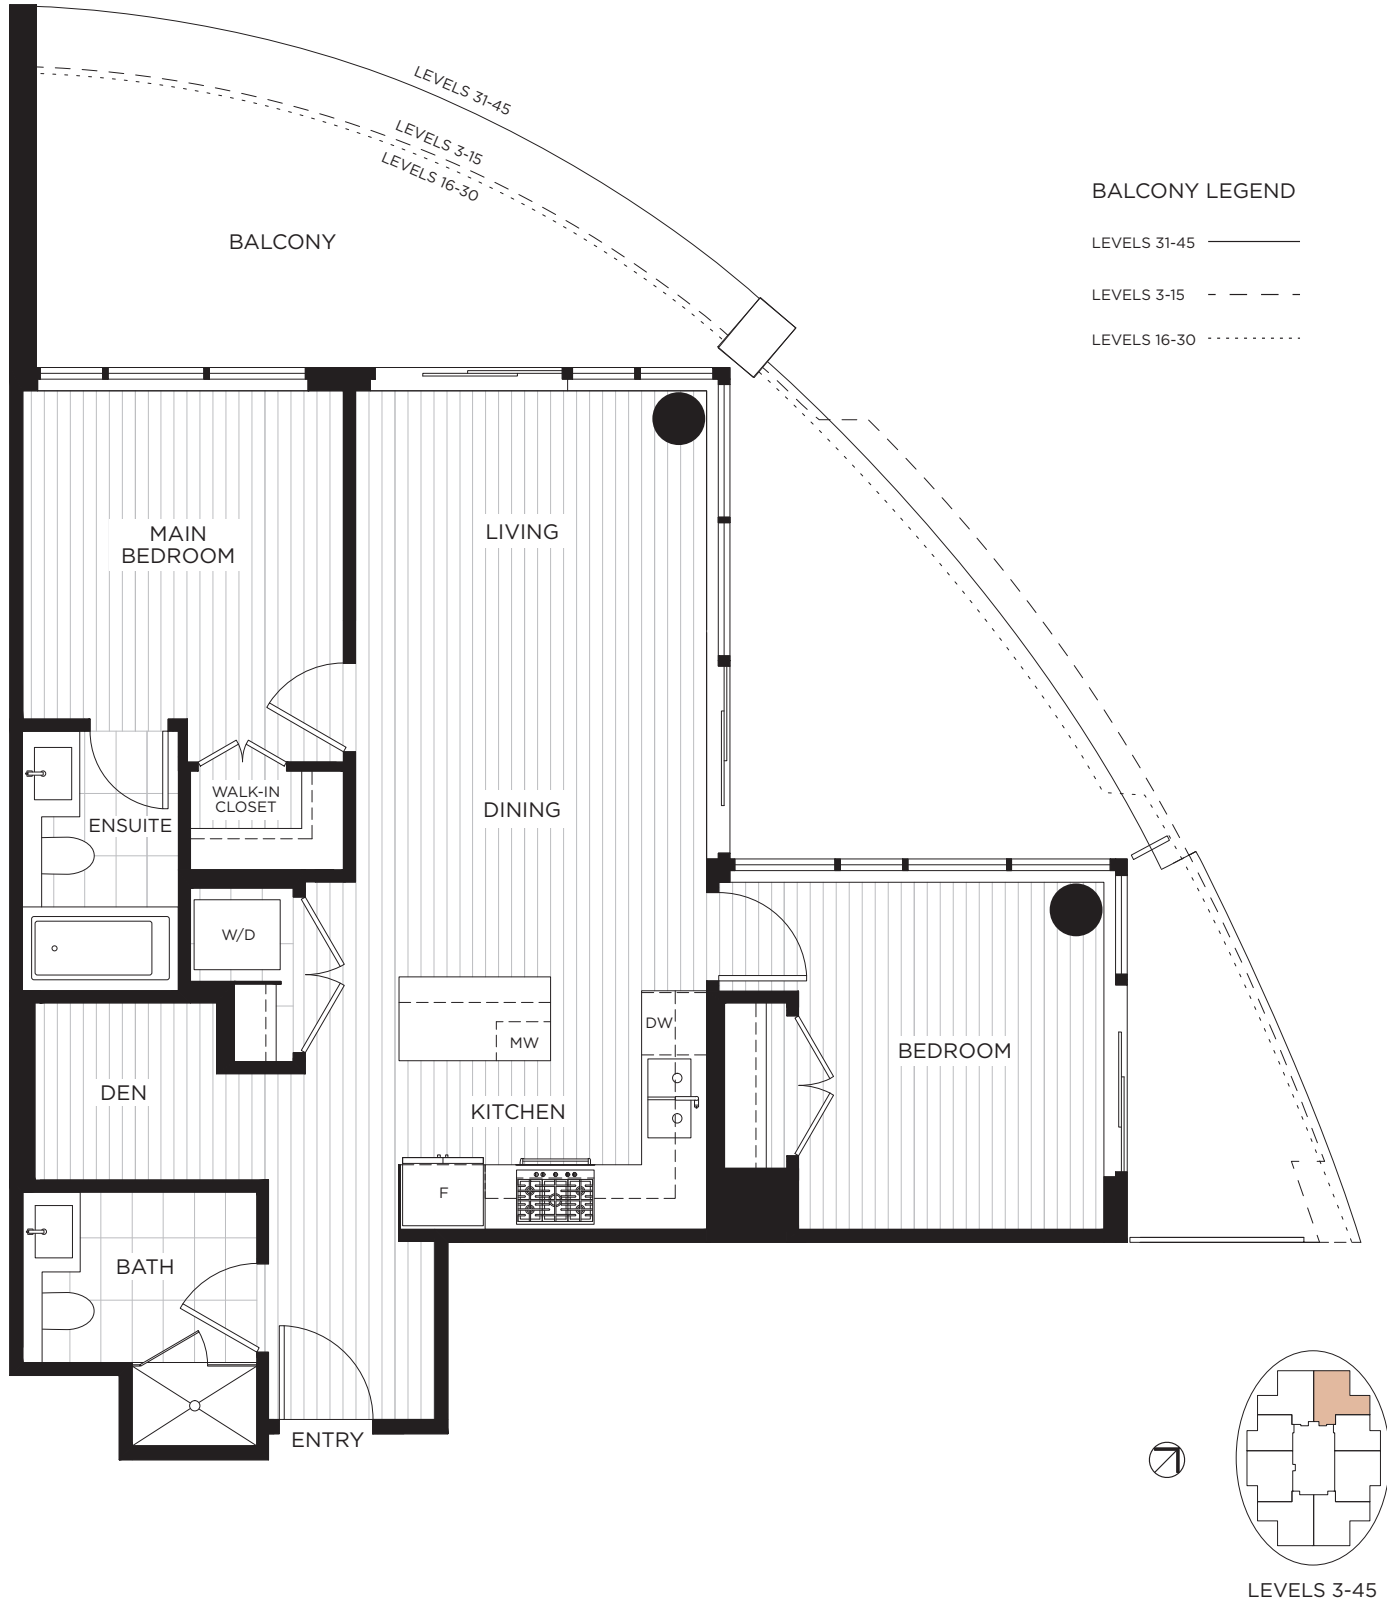 LEVELS 31-45
LEVELS 3-15
LEVELS 16-30
BALCONY
BALCONY LEGEND
LEVELS 31-45
LEVELS 3-15
LEVELS 16-30
MAIN
BEDROOM
LIVING
WALK-IN
CLOSET
DINING
ENSUITE
W/D
DW
MW
BEDROOM
DEN
KITCHEN
F
BATH
ENTRY
LEVELS 3-45